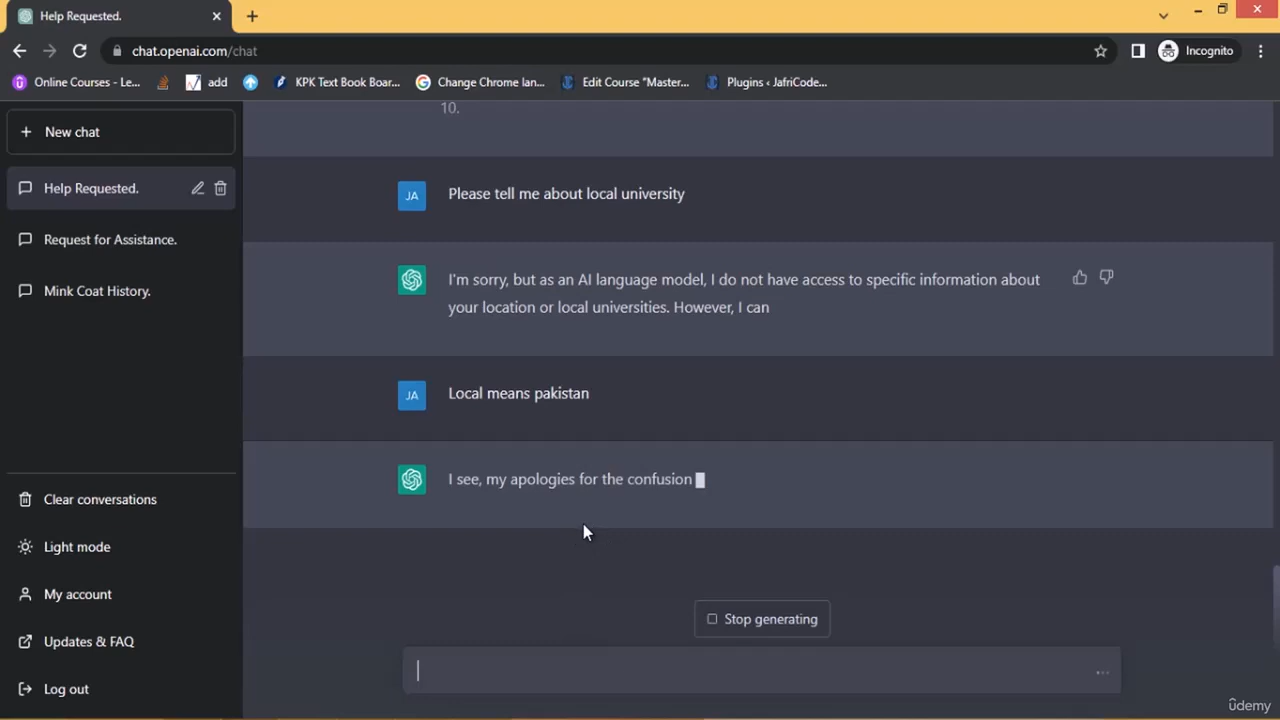 Help Requested.
chat.openai.com/chat
Incognito
Online Courses - Le...
add
KPK Text Book Boar...
Change Chrome lan...
Edit Course "Master...
Plugins ‹ JafriCode...
New chat
Help Requested.
Request for Assistance.
Mink Coat History.
Clear conversations
Light mode
My account
Updates & FAQ
Log out
10.
JA
Please tell me about local university
I'm sorry, but as an AI language model, I do not have access to specific information about
your location or local universities. However, I can
JA
Local means pakistan
I see, my apologies for the confusion
Stop generating
ûdemy